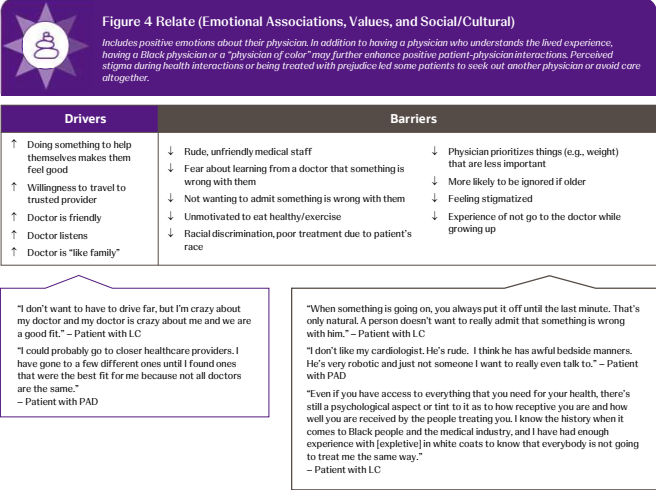 Figure 4 Relate (Emotional Associations, Values, and Social/Cultural)
Includes positive emotions about their physician. In addition to having a physician who understands the lived experience,
having a Black physician or a “physician of color” may further enhance positive patient-physician interactions. Perceived
stigma during health interactions or being treated with prejudice led some patients to seek out another physician or avoid care
altogether.
Drivers
↑ Doing something to help
themselves makes them
feel good
↑ Willingness to travel to
trusted provider
↑ Doctor is friendly
↑ Doctor listens
↑ Doctor is “like family”
Barriers
↓ Rude, unfriendly medical staff
↓ Fear about learning from a doctor that something is
wrong with them
↓ Not wanting to admit something is wrong with them
↓ Unmotivated to eat healthy/exercise
↓ Racial discrimination, poor treatment due to patient’s
race
↓ Physician prioritizes things (e.g., weight)
that are less important
↓ More likely to be ignored if older
↓ Feeling stigmatized
↓ Experience of not go to the doctor while
growing up
“I don’t want to have to drive far, but I’m crazy about
my doctor and my doctor is crazy about me and we are
a good fit.” – Patient with LC
“I could probably go to closer healthcare providers. I
have gone to a few different ones until I found ones
that were the best fit for me because not all doctors
are the same.”
– Patient with PAD
“When something is going on, you always put it off until the last minute. That’s
only natural. A person doesn’t want to really admit that something is wrong
with him.” – Patient with LC
“I don’t like my cardiologist. He’s rude. I think he has awful bedside manners.
He’s very robotic and just not someone I want to really even talk to.” – Patient
with PAD
“Even if you have access to everything that you need for your health, there’s
still a psychological aspect or tint to it as to how receptive you are and how
well you are received by the people treating you. I know the history when it
comes to Black people and the medical industry, and I have had enough
experience with [expletive] in white coats to know that everybody is not going
to treat me the same way.”
– Patient with LC